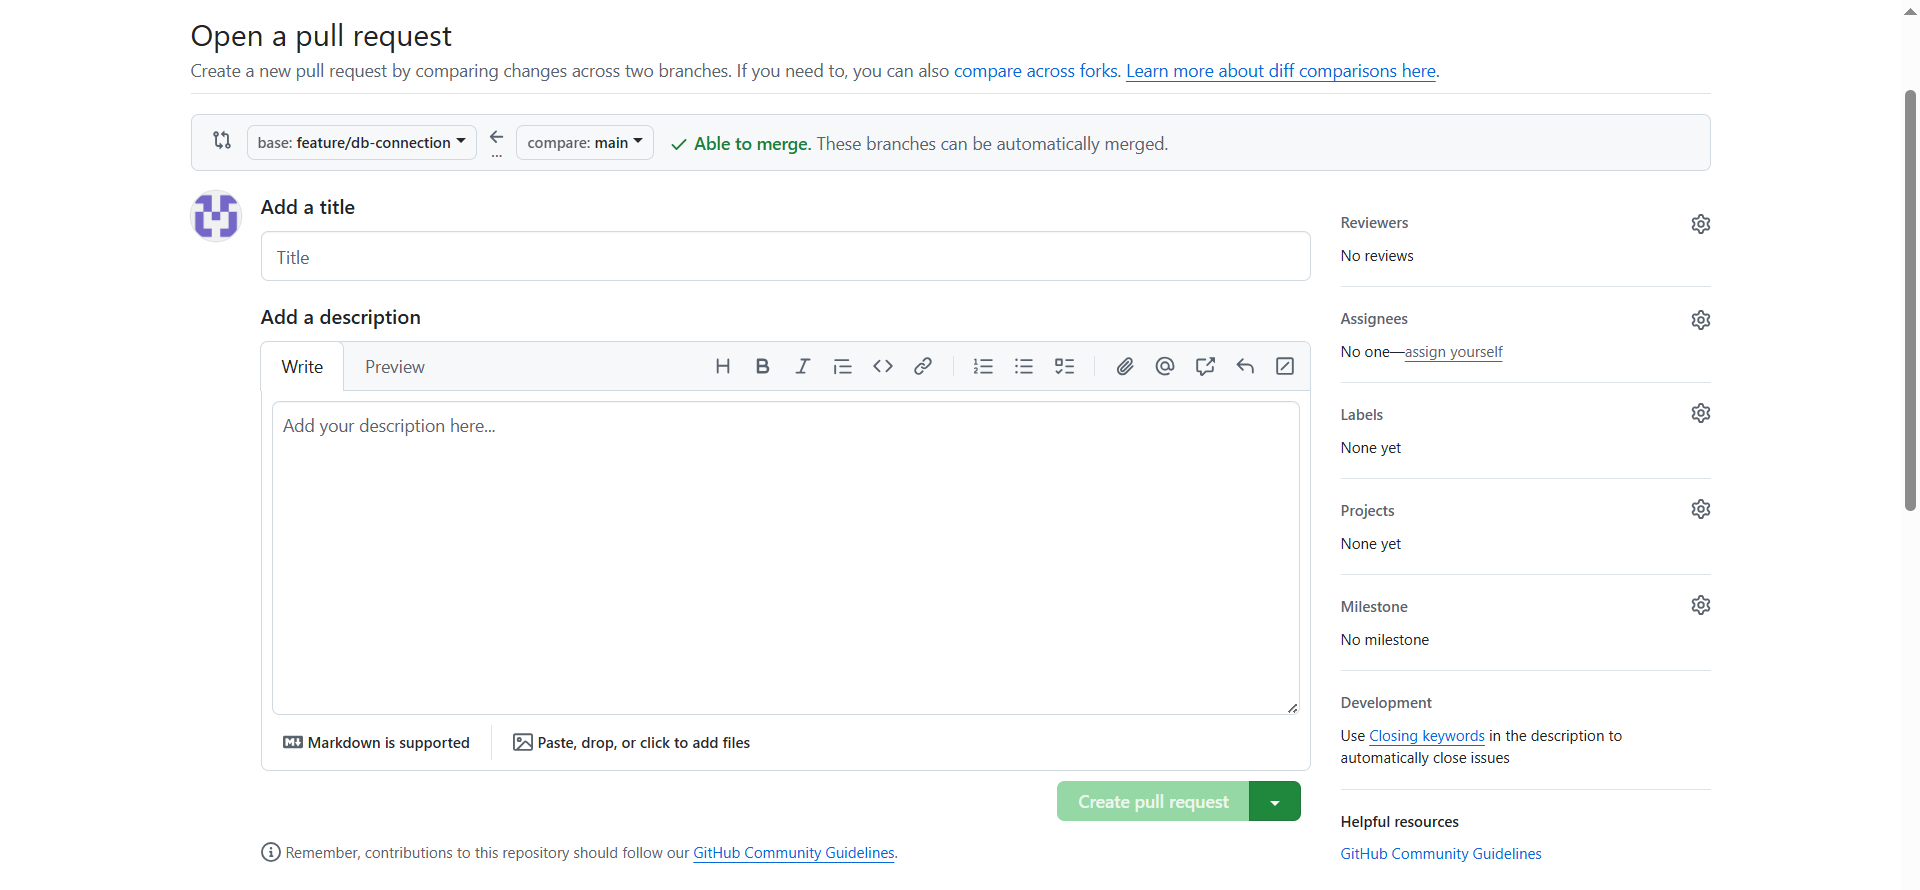 Open a pull request
Create a new pull request by comparing changes across two branches. If you need to, you can also compare across forks. Learn more about diff comparisons here.
base: feature/db-connection
...
compare: main
Able to merge. These branches can be automatically merged.
Add a title
Title
Add a description
Write
Preview
Add your description here...
Markdown is supported
Paste, drop, or click to add files
Create pull request
Remember, contributions to this repository should follow our GitHub Community Guidelines.
Reviewers
No reviews
Assignees
No one—assign yourself
Labels
None yet
Projects
None yet
Milestone
No milestone
Development
Use Closing keywords in the description to
automatically close issues
Helpful resources
GitHub Community Guidelines